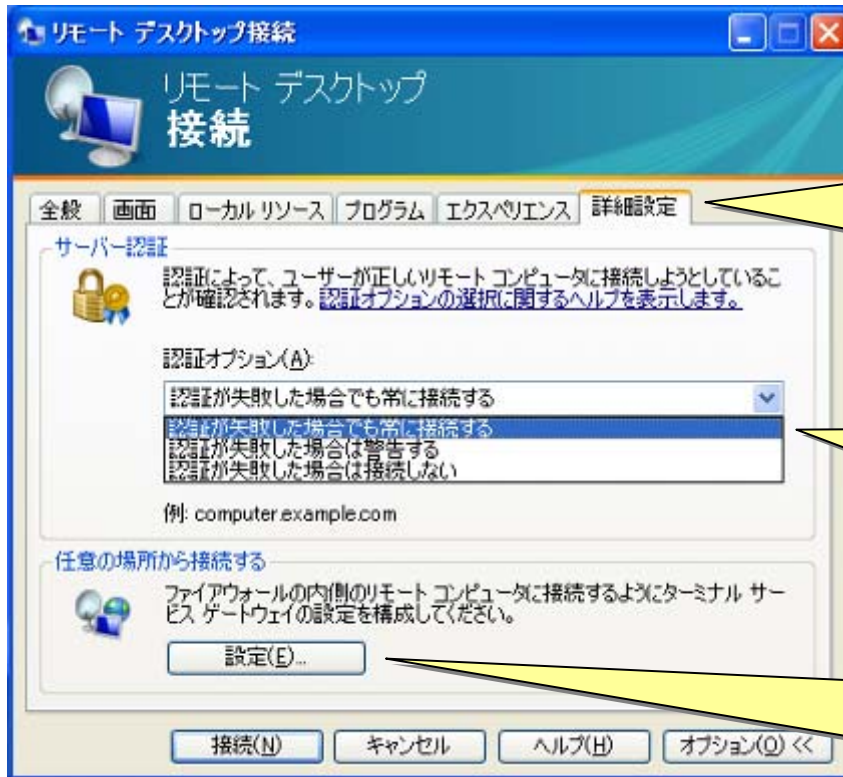 リモート デスクトップ接続
リモート デスクトップ
接続
全般 画面 ローカル リソース プログラム エクスペリエンス 詳細設定
サーバー認証
認証によって、ユーザーが正しいリモート コンピュータに接続しようとしているこ
とが確認されます。認証オプションの選択に関するヘルプを表示します。
認証オプション(A):
認証が失敗した場合でも常に接続する
認証が失敗した場合でも常に接続する
認証が失敗した場合は警告する
認証が失敗した場合は接続しない
例: computer.example.com
任意の場所から接続する
ファイアウォールの内側のリモート コンピュータに接続するようにターミナル サー
ビス ゲートウェイの設定を構成してください。
設定(E)...
接続(N) キャンセル ヘルプ(H) オプション(O) <<